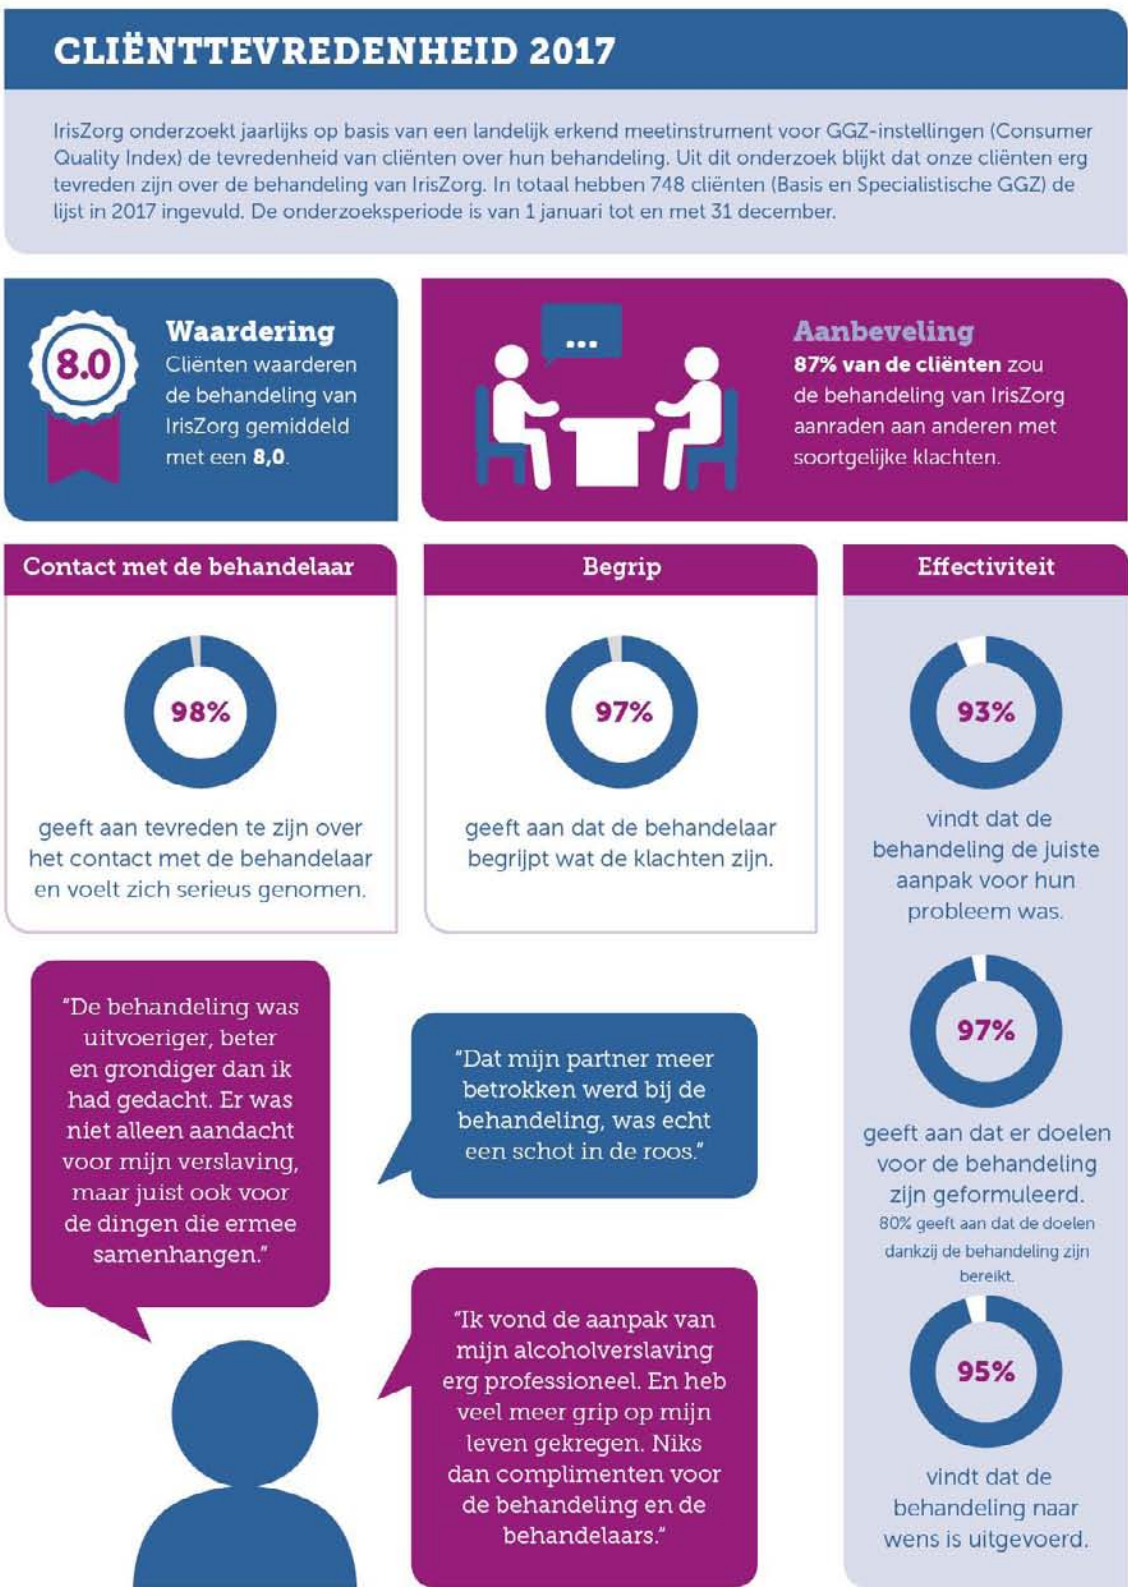 CLIËNTTEVREDENHEID 2017
IrisZorg onderzoekt jaarlijks op basis van een landelijk erkend meetinstrument voor GGZ-instellingen (Consumer
Quality Index) de tevredenheid van cliënten over hun behandeling. Uit dit onderzoek blijkt dat onze cliënten erg
tevreden zijn over de behandeling van IrisZorg. In totaal hebben 748 cliënten (Basis en Specialistische GGZ) de
lijst in 2017 ingevuld. De onderzoeksperiode is van 1 januari tot en met 31 december.
8.0
Waardering
Cliënten waarderen
de behandeling van
IrisZorg gemiddeld
met een 8,0.
...
Aanbeveling
87% van de cliënten zou
de behandeling van IrisZorg
aanraden aan anderen met
soortgelijke klachten.
Contact met de behandelaar
98%
geeft aan tevreden te zijn over
het contact met de behandelaar
en voelt zich serieus genomen.
Begrip
97%
geeft aan dat de behandelaar
begrijpt wat de klachten zijn.
Effectiviteit
93%
vindt dat de
behandeling de juiste
aanpak voor hun
probleem was.
97%
geeft aan dat er doelen
voor de behandeling
zijn geformuleerd.
80% geeft aan dat de doelen
dankzij de behandeling zijn
bereikt.
95%
vindt dat de
behandeling naar
wens is uitgevoerd.
"De behandeling was
uitvoeriger, beter
en grondiger dan ik
had gedacht. Er was
niet alleen aandacht
voor mijn verslaving,
maar juist ook voor
de dingen die ermee
samenhangen."
"Dat mijn partner meer
betrokken werd bij de
behandeling, was echt
een schot in de roos."
"Ik vond de aanpak van
mijn alcoholverslaving
erg professioneel. En heb
veel meer grip op mijn
leven gekregen. Niks
dan complimenten voor
de behandeling en de
behandelaars."